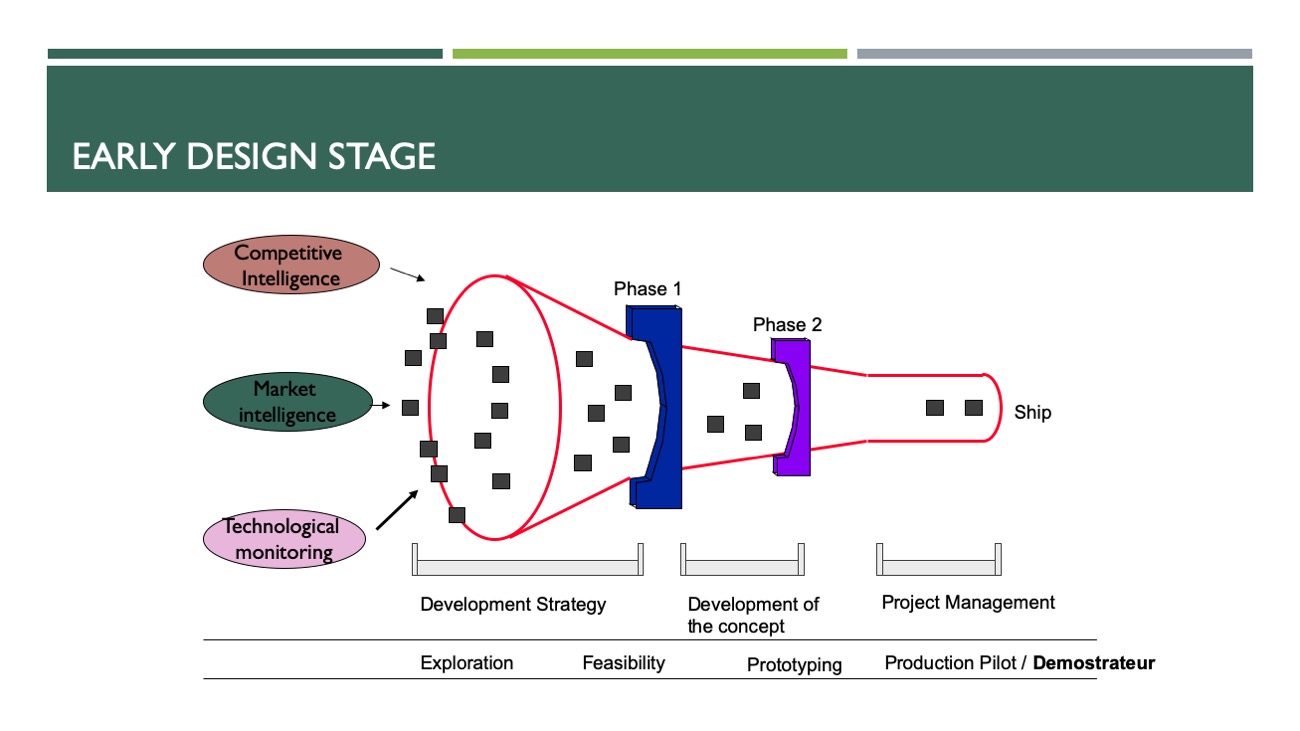 EARLY DESIGN STAGE
Competitive
Intelligence
Phase 1
Phase 2
Market
intelligence
Ship
Technological
monitoring
Development Strategy
Development of
the concept
Project Management
Exploration
Feasibility
Prototyping
Production Pilot / Demostrateur